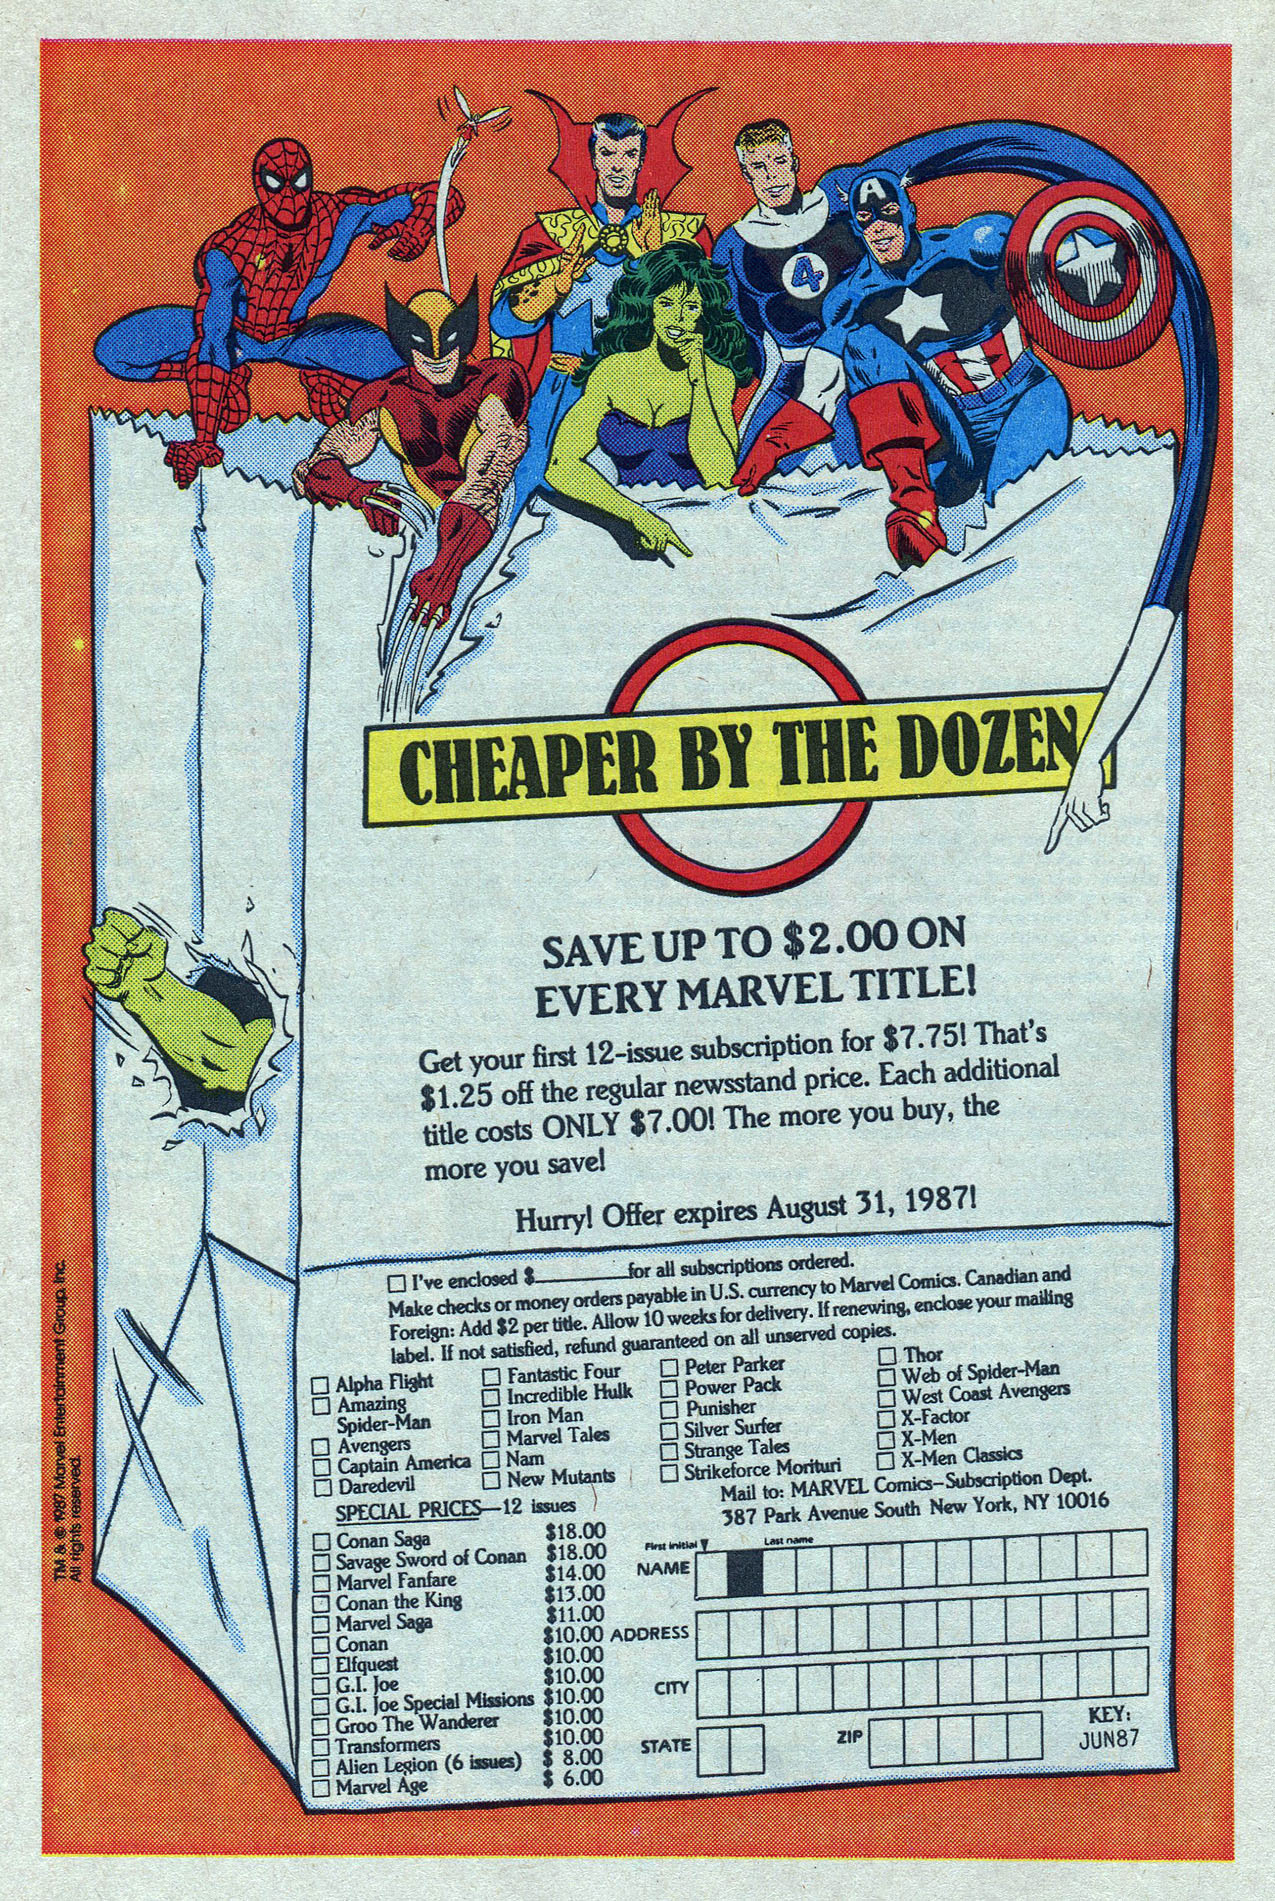 A
4
CHEAPER BY THE DOZEN
SAVE UP TO $2.00 ON
EVERY MARVEL TITLE!
Get your first 12-issue subscription for $7.75! That's
$1.25 off the regular newsstand price. Each additional
title costs ONLY $7.00! The more you buy, the
more you save!
Hurry! Offer expires August 31, 1987!
I've enclosed $______for all subscriptions ordered.
Make checks or money orders payable in U.S. currency to Marvel Comics. Canadian and
Foreign: Add $2 per title. Allow 10 weeks for delivery. If renewing, enclose your mailing
label. If not satisfied, refund guaranteed on all unserved copies.
Alpha Flight
Amazing
Spider-Man
Avengers
Captain America
Daredevil
Fantastic Four
Incredible Hulk
Iron Man
Marvel Tales
Nam
New Mutants
Peter Parker
Power Pack
Punisher
Silver Surfer
Strange Tales
Strikeforce Morituri
Thor
Web of Spider-Man
West Coast Avengers
X-Factor
X-Men
X-Men Classics
SPECIAL PRICES—12 issues
Conan Saga $18.00
Savage Sword of Conan $18.00
Marvel Fanfare $14.00
Conan the King $13.00
Marvel Saga $11.00
Conan $10.00
Elfquest $10.00
G.I. Joe $10.00
G.I. Joe Special Missions $10.00
Groo The Wanderer $10.00
Transformers $10.00
Alien Legion (6 issues) $ 8.00
Marvel Age $ 6.00
Mail to: MARVEL Comics—Subscription Dept.
387 Park Avenue South New York, NY 10016
First initial Last name
NAME
ADDRESS
CITY
STATE ZIP
KEY:
JUN87
TM & © 1987 Marvel Entertainment Group, Inc.
All rights reserved.